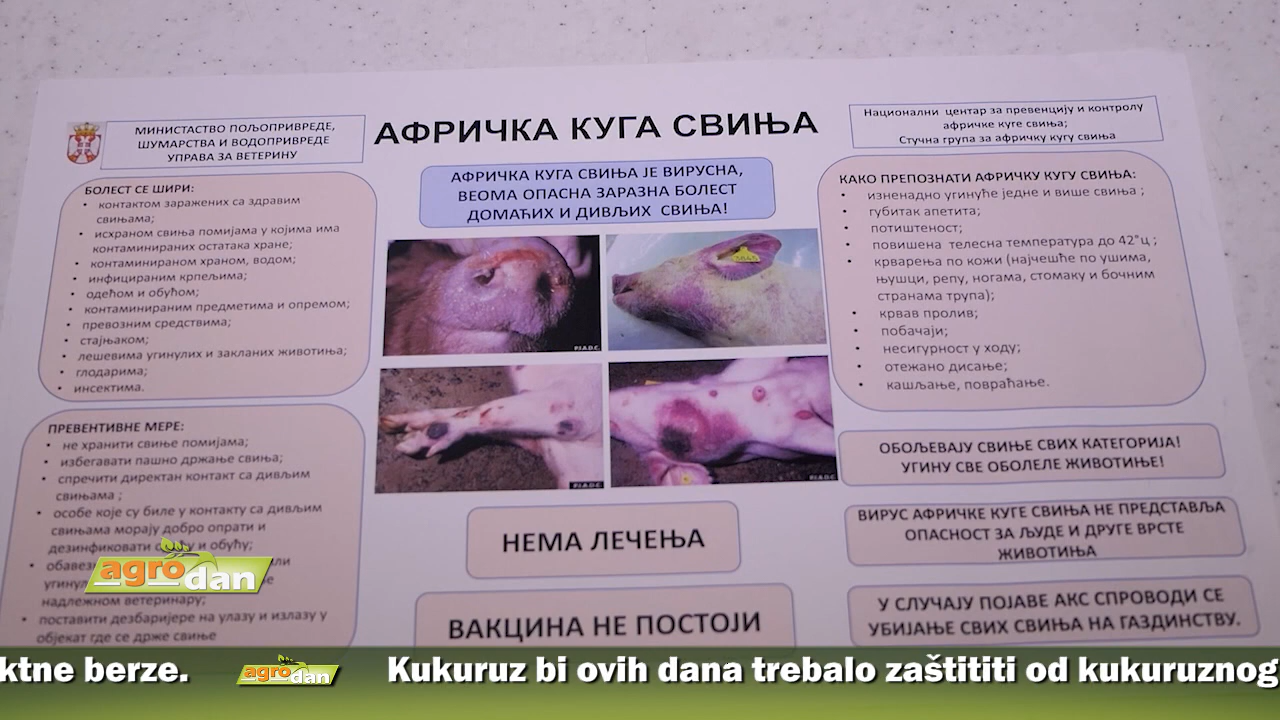 МИНИСТАСТВО ПОЉОПРИВРЕДЕ,
ШУМАРСТВА И ВОДОПРИВРЕДЕ
УПРАВА ЗА ВЕТЕРИНУ
АФРИЧКА КУГА СВИЊА
Национални центар за превенцију и контролу
афричке куге свиња;
Стучна група за афричку кугу свиња
БОЛЕСТ СЕ ШИРИ:
• контактом заражених са здравим
свињама;
• исхраном свиња помијама у којима има
контаминираних остатака хране;
• контаминираном храном, водом;
• инфицираним крпељима;
• одећом и обућом;
• контаминираним предметима и опремом;
• превозним средствима;
• стајњаком;
• лешевима угинулих и закланих животиња;
• глодарима;
• инсектима.
ПРЕВЕНТИВНЕ МЕРЕ:
• не хранити свиње помијама;
• избегавати пашно држање свиња;
• спречити директан контакт са дивљим
свињама ;
• особе које су биле у контакту са дивљим
свињама морају добро опрати и
дезинфиковати и обућу;
•
надлежном ветеринару;
• поставити дезбаријере на улазу и излазу у
објекат где се држе свиње
АФРИЧКА КУГА СВИЊА ЈЕ ВИРУСНА,
ВЕОМА ОПАСНА ЗАРАЗНА БОЛЕСТ
ДОМАЋИХ И ДИВЉИХ СВИЊА!
P.I.A.D.C.
P.I.A.D.C.
P.I.A.D.C.
НЕМА ЛЕЧЕЊА
ВАКЦИНА НЕ ПОСТОЈИ
КАКО ПРЕПОЗНАТИ АФРИЧКУ КУГУ СВИЊА:
• изненадно угинуће једне и више свиња ;
• губитак апетита;
• потиштеност;
• повишена телесна температура до 42°ц ;
• крварења по кожи (најчешће по ушима,
њушци, репу, ногама, стомаку и бочним
странама трупа);
• крвав пролив;
• побачаји;
• несигурност у ходу;
• отежано дисање;
• кашљање, повраћање.
ОБОЉЕВАЈУ СВИЊЕ СВИХ КАТЕГОРИЈА!
УГИНУ СВЕ ОБОЛЕЛЕ ЖИВОТИЊЕ!
ВИРУС АФРИЧКЕ КУГЕ СВИЊА НЕ ПРЕДСТАВЉА
ОПАСНОСТ ЗА ЉУДЕ И ДРУГЕ ВРСТЕ
ЖИВОТИЊА
У СЛУЧАЈУ ПОЈАВЕ АКС СПРОВОДИ СЕ
УБИЈАЊЕ СВИХ СВИЊА НА ГАЗДИНСТВУ.
agrodan
ktne berze. agrodan Kukuruz bi ovih dana trebalo zaštititi od kukuruznog